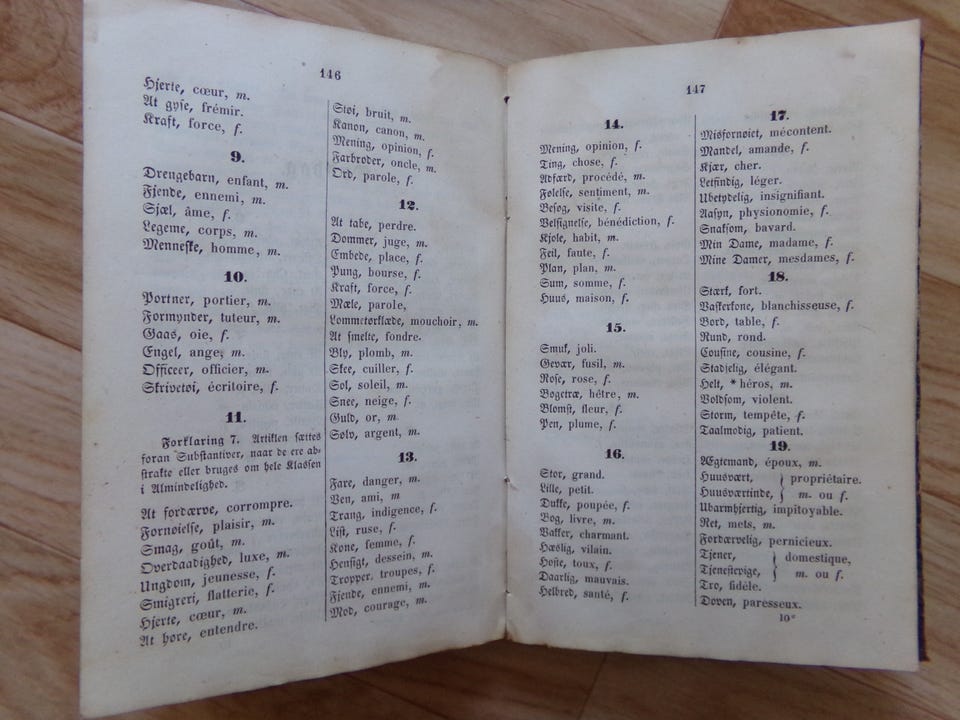 146
Hjerte, cœur, m.
At gyse, frémir.
Kraft, force, f.
9.
Drengebarn, enfant, m.
Fjende, ennemi, m.
Sjæl, âme, f.
Legeme, corps, m.
Menneske, homme, m.
10.
Portner, portier, m.
Formynder, tuteur, m.
Gaas, oie, f.
Engel, ange, m.
Officeer, officier, m.
Skrivetøi, écritoire, f.
11.
Forklaring 7. Artiklen sættes
foran Substantiver, naar de ere ab-
strakte eller bruges om hele Klassen
i Almindelighed.
At fordærve, corrompre.
Fornøielse, plaisir, m.
Smag, goût, m.
Overdaadighed, luxe, m.
Ungdom, jeunesse, f.
Smigreri, flatterie, f.
Hjerte, cœur, m.
At høre, entendre.
Støi, bruit, m.
Kanon, canon, m.
Mening, opinion, f.
Farbroder, oncle, m.
Ord, parole, f.
12.
At tabe, perdre.
Dommer, juge, m.
Embede, place, f.
Pung, bourse, f.
Kraft, force, f.
Mæle, parole,
Lommetørklæde, mouchoir, m.
At smelte, fondre.
Bly, plomb, m.
Skee, cuiller, f.
Sol, soleil, m.
Snee, neige, f.
Guld, or, m.
Sølv, argent, m.
13.
Fare, danger, m.
Ven, ami, m
Trang, indigence, f.
List, ruse, f.
Kone, femme, f.
Hensigt, dessein, m.
Tropper, troupes, f.
Fjende, ennemi, m.
Mod, courage, m.
147
14.
Mening, opinion, f.
Ting, chose, f.
Adfærd, procédé, m.
Følelse, sentiment, m.
Besøg, visite, f.
Velsignelse, bénédiction, f.
Kjole, habit, m.
Feil, faute, f.
Plan, plan, m.
Sum, somme, f.
Huus, maison, f.
15.
Smuk, joli.
Gevær, fusil, m.
Rose, rose, f.
Bøgetræ, hêtre, m.
Blomst, fleur, f.
Pen, plume, f.
16.
Stor, grand.
Lille, petit.
Dukke, poupée, f.
Bog, livre, m.
Vakker, charmant.
Hæslig, vilain.
Hoste, toux, f.
Daarlig, mauvais.
Helbred, santé, f.
17.
Misfornøiet, mécontent.
Mandel, amande, f.
Kjær, cher.
Letsindig, léger.
Ubetydelig, insignifiant.
Aasyn, physionomie, f.
Snaksom, bavard.
Min Dame, madame, f.
Mine Damer, mesdames, f.
18.
Stærk, fort.
Vaskerkone, blanchisseuse, f.
Bord, table, f.
Rund, rond.
Cousine, cousine, f.
Stadselig, élégant.
Helt, * héros, m.
Voldsom, violent.
Storm, tempête, f.
Taalmodig, patient.
19.
Ægtemand, époux, m.
Huusvært, } propriétaire.
Huusværtinde, } m. ou f.
Ubarmhjertig, impitoyable.
Ret, mets, m.
Fordærvelig, pernicieux.
Tjener, } domestique,
Tjenestepige, } m. ou f.
Tro, fidèle.
Doven, paresseux.
10*